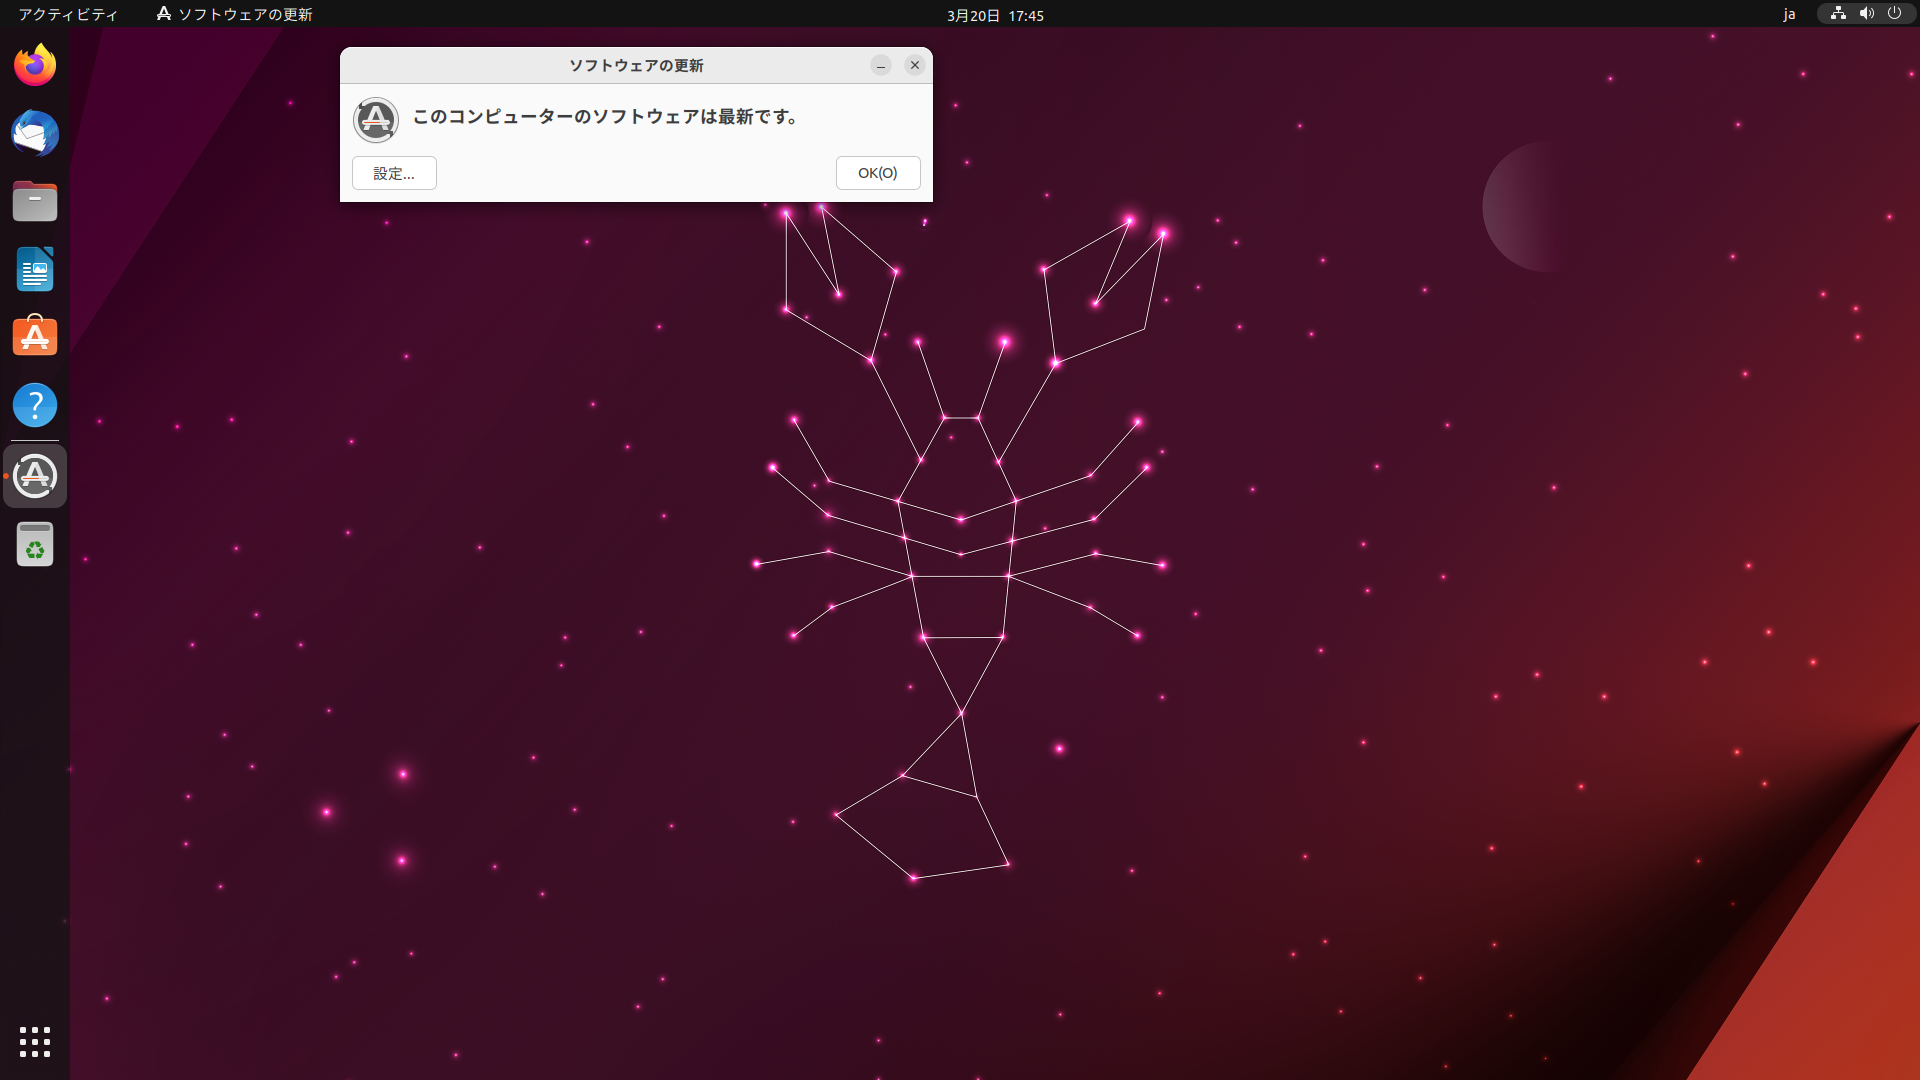 アクティビティ
ソフトウェアの更新
3月20日 17:45
ja
ソフトウェアの更新
このコンピューターのソフトウェアは最新です。
設定...
OK(O)